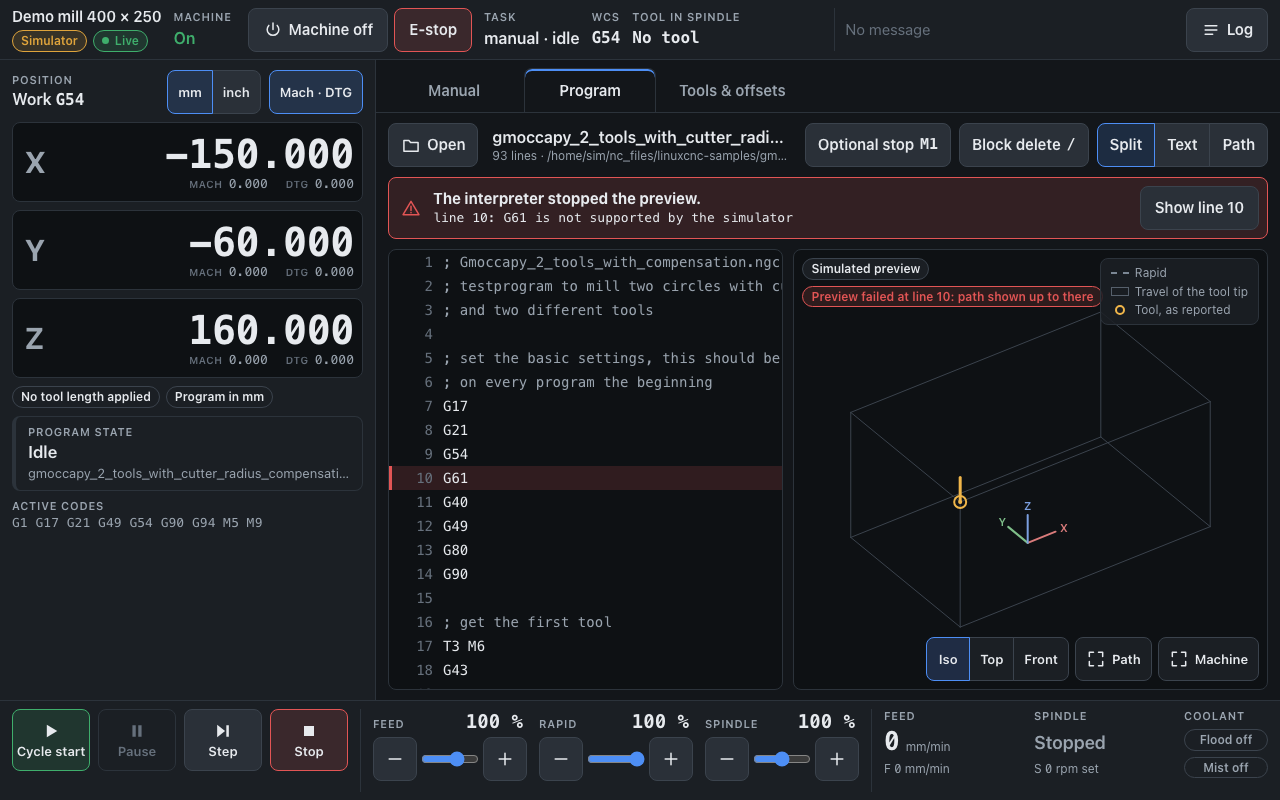 Demo mill 400 × 250
Simulator
Live
MACHINE
On
Machine off
E-stop
TASK
manual · idle
WCS
G54
TOOL IN SPINDLE
No tool
No message
Log
POSITION
Work G54
mm
inch
Mach · DTG
X
−150.000
MACH 0.000 DTG 0.000
Y
−60.000
MACH 0.000 DTG 0.000
Z
160.000
MACH 0.000 DTG 0.000
No tool length applied
Program in mm
PROGRAM STATE
Idle
gmoccapy_2_tools_with_cutter_radius_compensati…
ACTIVE CODES
G1 G17 G21 G49 G54 G90 G94 M5 M9
Manual
Program
Tools & offsets
Open
gmoccapy_2_tools_with_cutter_radi…
93 lines · /home/sim/nc_files/linuxcnc-samples/gm…
Optional stop M1
Block delete /
Split
Text
Path
The interpreter stopped the preview.
line 10: G61 is not supported by the simulator
Show line 10
1 ; Gmoccapy_2_tools_with_compensation.ngc
2 ; testprogram to mill two circles with c
3 ; and two different tools
4
5 ; set the basic settings, this should be
6 ; on every program the beginning
7 G17
8 G21
9 G54
10 G61
11 G40
12 G49
13 G80
14 G90
15
16 ; get the first tool
17 T3 M6
18 G43
Simulated preview
Preview failed at line 10: path shown up to there
Rapid
Travel of the tool tip
Tool, as reported
Z
Y
X
Iso
Top
Front
Path
Machine
Cycle start
Pause
Step
Stop
FEED 100 %
RAPID 100 %
SPINDLE 100 %
FEED
0 mm/min
F 0 mm/min
SPINDLE
Stopped
S 0 rpm set
COOLANT
Flood off
Mist off